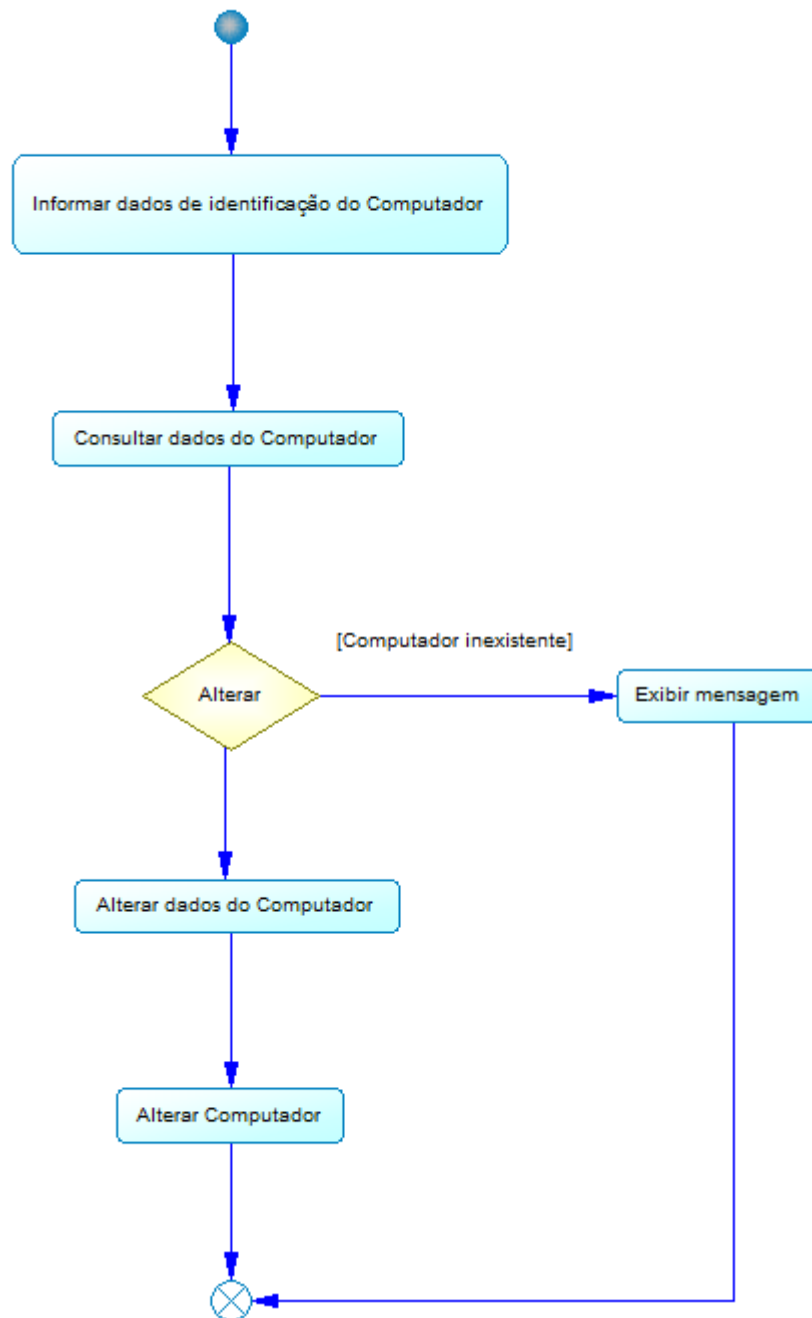 Informar dados de identificação do Computador
Consultar dados do Computador
[Computador inexistente]
Alterar
Exibir mensagem
Alterar dados do Computador
Alterar Computador